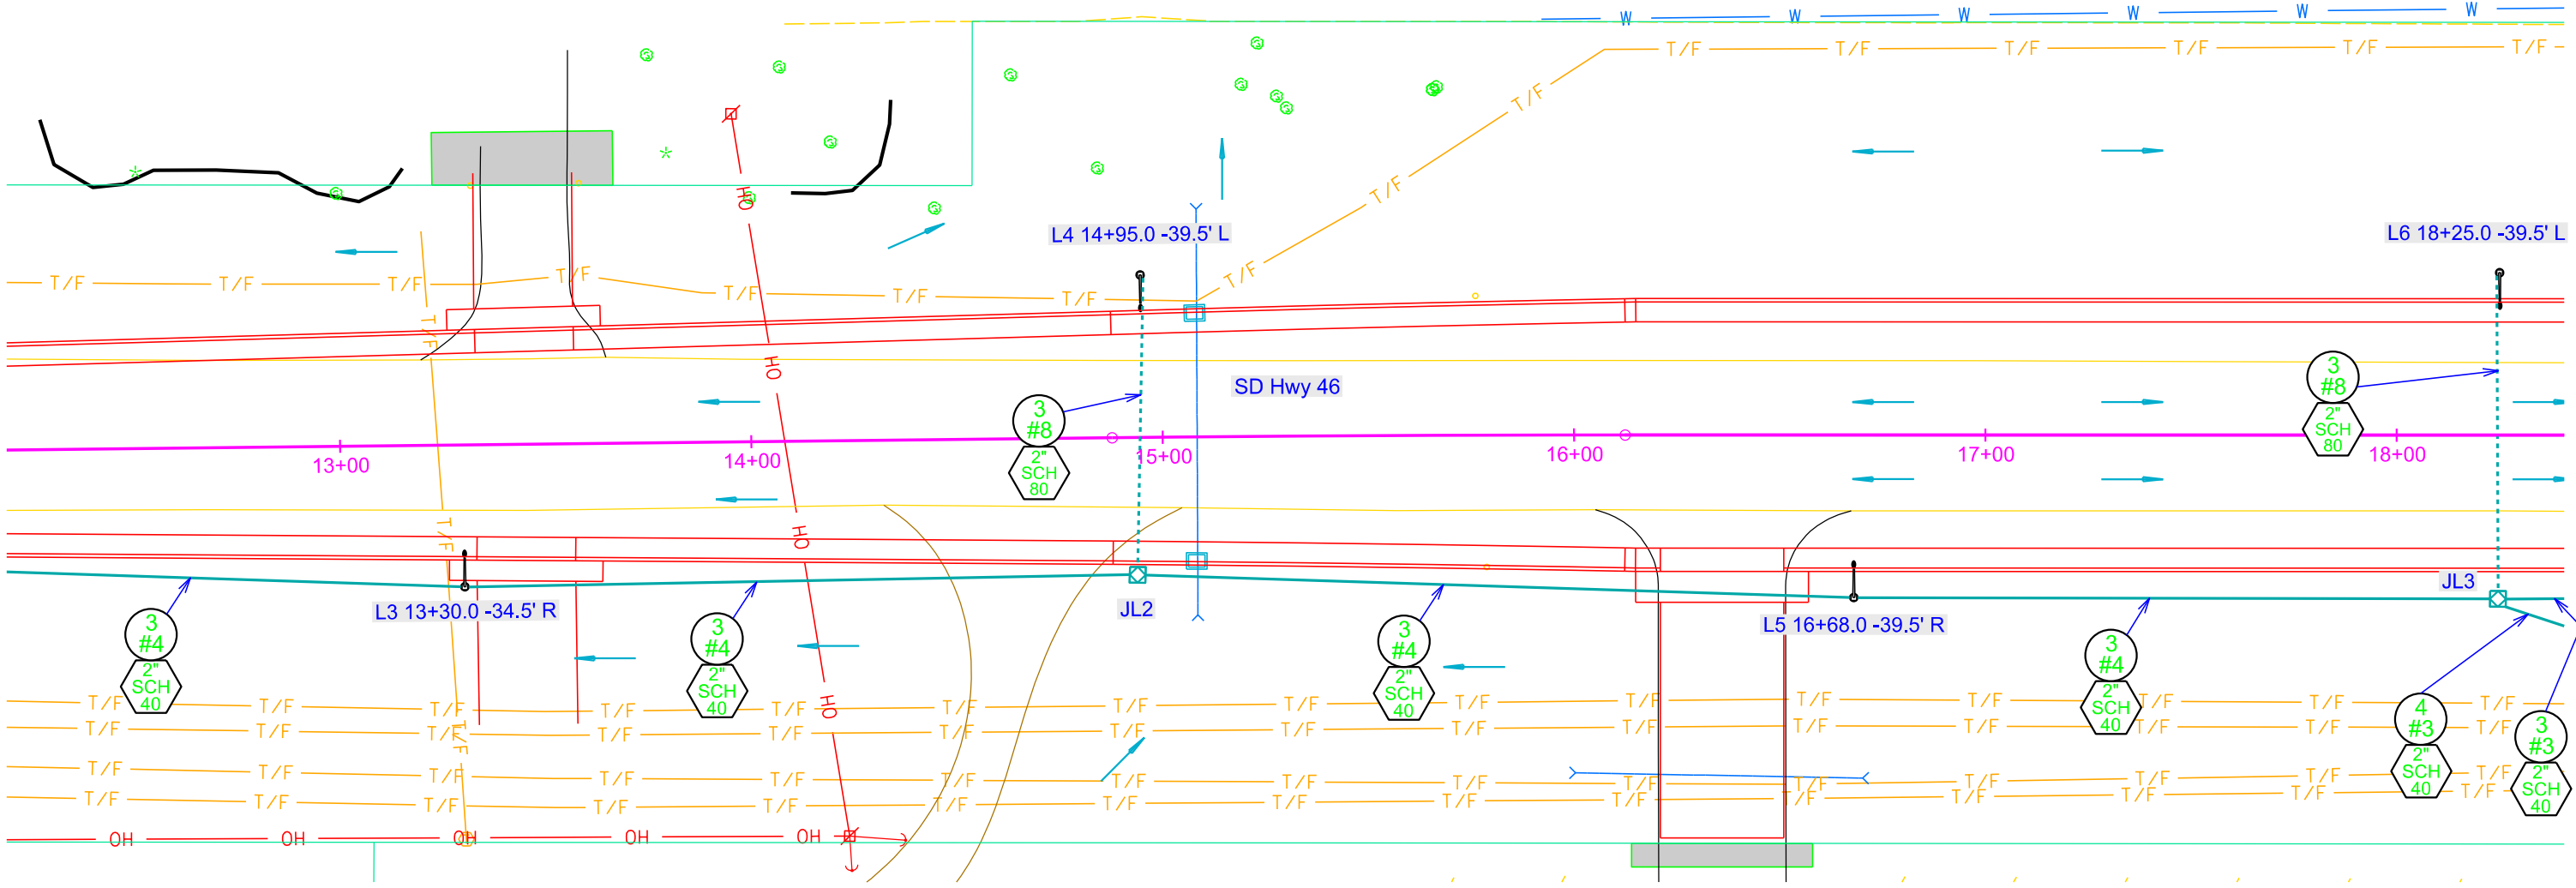 W W W W W W
T/F T/F T/F T/F T/F T/F
T/F
T/F
OH
L4 14+95.0 -39.5' L
L6 18+25.0 -39.5' L
T/F T/F T/F T/F T/F T/F T/F T/F
T/F
OH
SD Hwy 46
3
#8
2"
SCH
80
3
#8
2"
SCH
80
13+00
14+00
15+00
16+00
17+00
18+00
T/F
OH
L3 13+30.0 -34.5' R
JL2
L5 16+68.0 -39.5' R
JL3
3
#4
2"
SCH
40
3
#4
2"
SCH
40
3
#4
2"
SCH
40
3
#4
2"
SCH
40
4
#3
2"
SCH
40
3
#3
2"
SCH
40
OH
T/F T/F T/F T/F T/F T/F T/F T/F T/F T/F T/F T/F T/F T/F T/F
T/F T/F T/F T/F T/F T/F T/F T/F T/F T/F T/F T/F T/F T/F T/F
T/F
T/F T/F T/F T/F T/F T/F T/F T/F T/F T/F T/F T/F T/F T/F T/F
T/F T/F T/F T/F T/F T/F T/F T/F T/F T/F T/F T/F T/F T/F T/F
OH OH OH OH OH